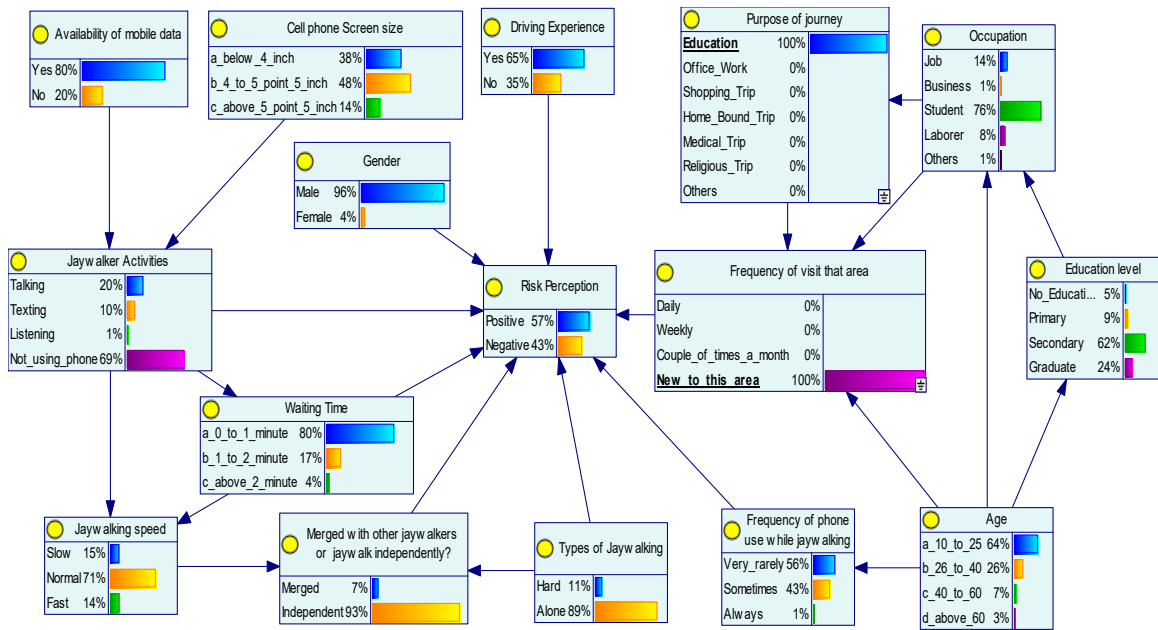 Availability of mobile data
Yes 80%
No 20%
Cell phone Screen size
a_below_4_inch 38%
b_4_to_5_point_5_inch 48%
c_above_5_point_5_inch 14%
Driving Experience
Yes 65%
No 35%
Purpose of journey
Education 100%
Office_Work 0%
Shopping_Trip 0%
Home_Bound_Trip 0%
Medical_Trip 0%
Religious_Trip 0%
Others 0%
Occupation
Job 14%
Business 1%
Student 76%
Laborer 8%
Others 1%
Gender
Male 96%
Female 4%
Jaywalker Activities
Talking 20%
Texting 10%
Listening 1%
Not_using_phone 69%
Risk Perception
Positive 57%
Negative 43%
Frequency of visit that area
Daily 0%
Weekly 0%
Couple_of_times_a_month 0%
New_to_this_area 100%
Education level
No_Educati... 5%
Primary 9%
Secondary 62%
Graduate 24%
Waiting Time
a_0_to_1_minute 80%
b_1_to_2_minute 17%
c_above_2_minute 4%
Jaywalking speed
Slow 15%
Normal 71%
Fast 14%
Merged with other jaywalkers
or jaywalk independently?
Merged 7%
Independent 93%
Types of Jaywalking
Hard 11%
Alone 89%
Frequency of phone
use while jaywalking
Very_rarely 56%
Sometimes 43%
Always 1%
Age
a_10_to_25 64%
b_26_to_40 26%
c_40_to_60 7%
d_above_60 3%